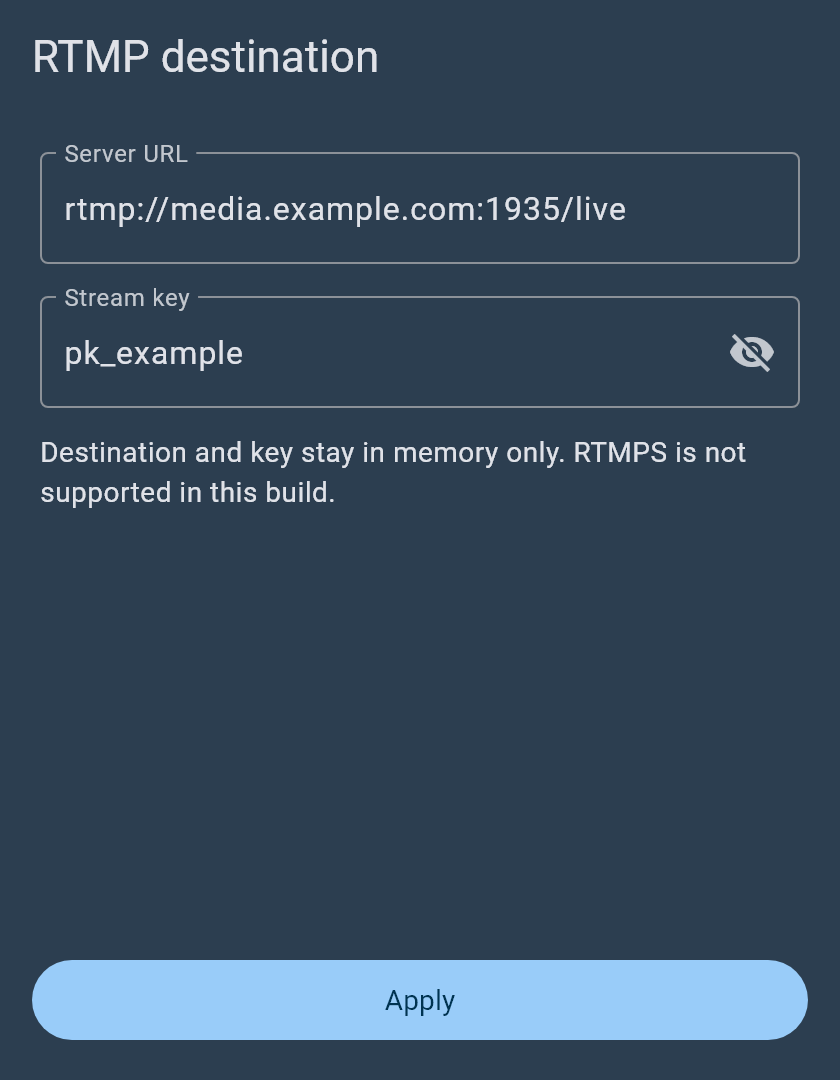 RTMP destination
Server URL
rtmp://media.example.com:1935/live
Stream key
pk_example
Destination and key stay in memory only. RTMPS is not
supported in this build.
Apply